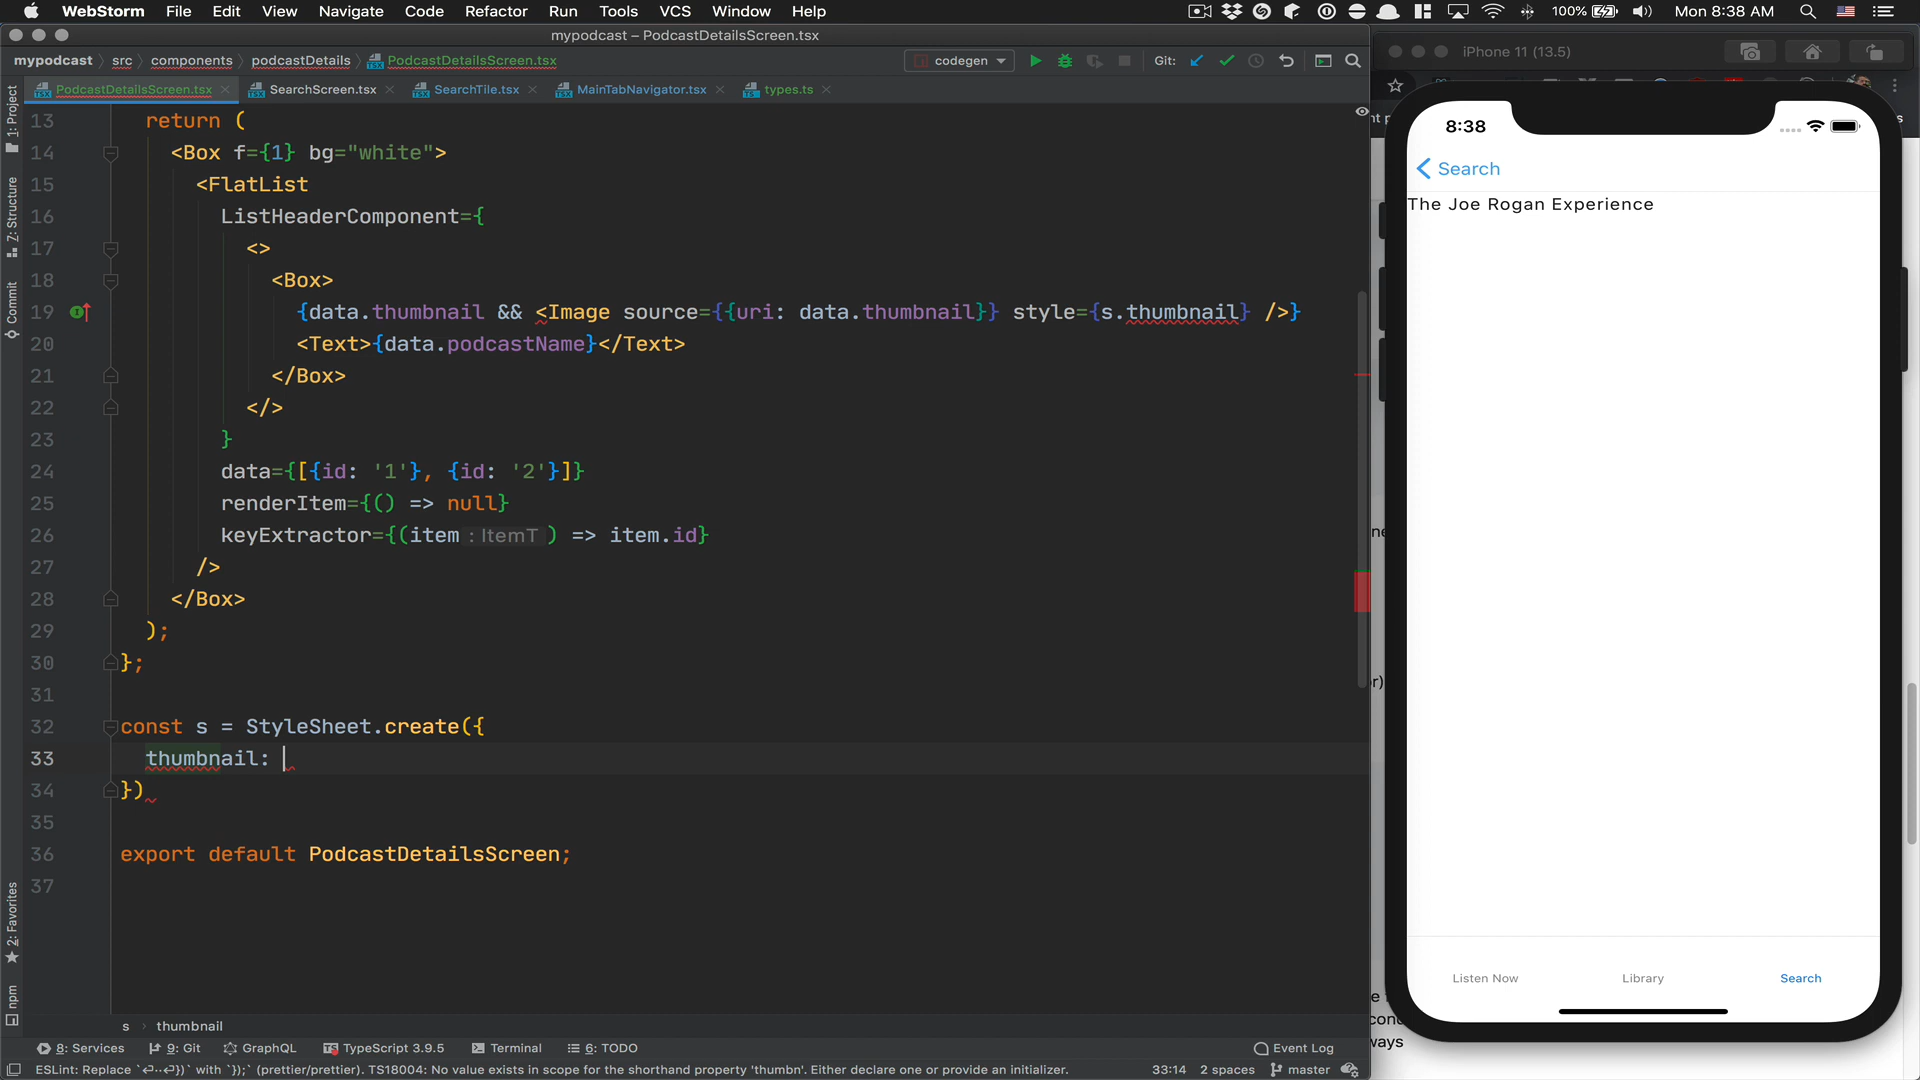 WebStorm File Edit View Navigate Code Refactor Run Tools VCS Window Help 100% Mon 8:38 AM
mypodcast – PodcastDetailsScreen.tsx
mypodcast src components podcastDetails PodcastDetailsScreen.tsx codegen Git:
PodcastDetailsScreen.tsx SearchScreen.tsx SearchTile.tsx MainTabNavigator.tsx types.ts
1: Project
Z: Structure
Commit
2: Favorites
npm
13 return (
14 <Box f={1} bg="white">
15 <FlatList
16 ListHeaderComponent={
17 <>
18 <Box>
19 {data.thumbnail && <Image source={{uri: data.thumbnail}} style={s.thumbnail} />}
20 <Text>{data.podcastName}</Text>
21 </Box>
22 </>
23 }
24 data={[{id: '1'}, {id: '2'}]}
25 renderItem={() => null}
26 keyExtractor={(item : ItemT ) => item.id}
27 />
28 </Box>
29 );
30 };
31
32 const s = StyleSheet.create({
33 thumbnail:
34 })
35
36 export default PodcastDetailsScreen;
37
s thumbnail
8: Services 9: Git GraphQL TypeScript 3.9.5 Terminal 6: TODO Event Log
ESLint: Replace `⏎··⏎})` with `});` (prettier/prettier). TS18004: No value exists in scope for the shorthand property 'thumbn'. Either declare one or provide an initializer. 33:14 2 spaces master
iPhone 11 (13.5)
8:38
Search
The Joe Rogan Experience
Listen Now Library Search